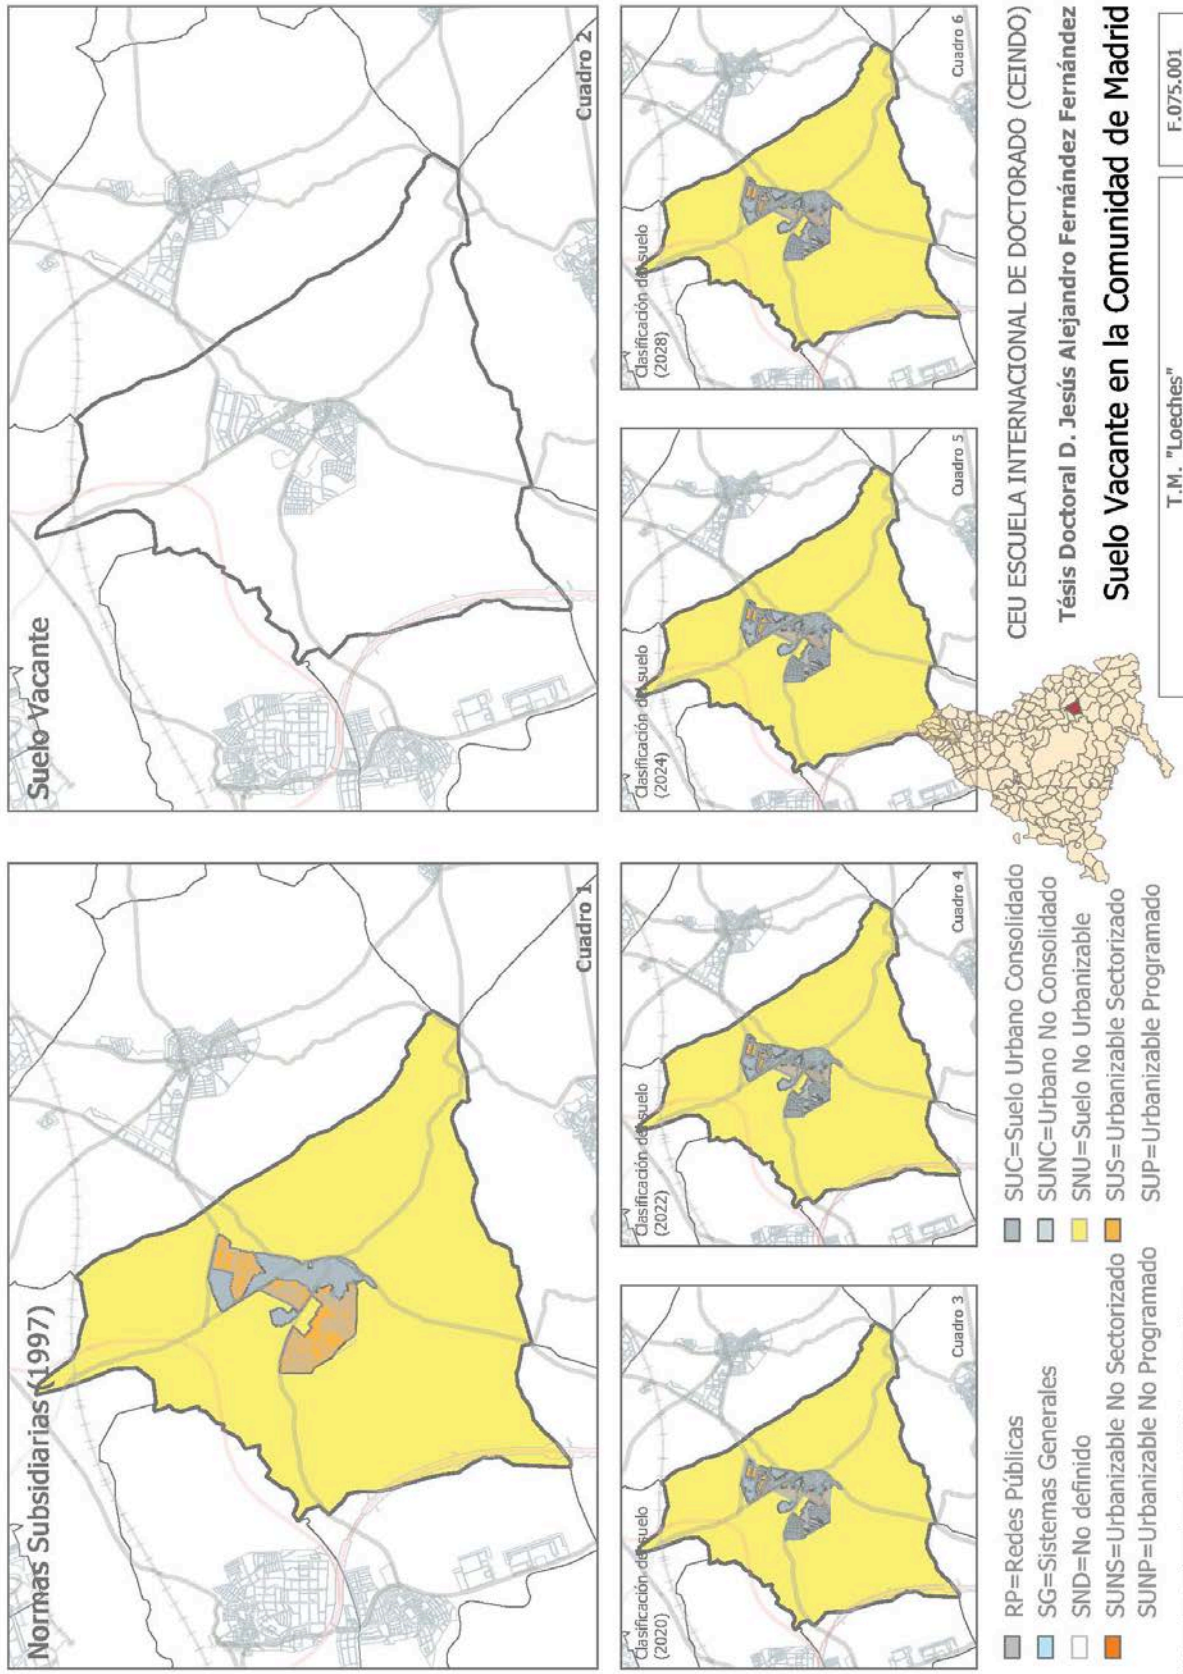 Normas Subsidiarias (1997)
Cuadro 1
Suelo Vacante
Cuadro 2
Clasificación del suelo
(2020)
Cuadro 3
Clasificación del suelo
(2022)
Cuadro 4
Clasificación del suelo
(2024)
Cuadro 5
Clasificación del suelo
(2028)
Cuadro 6
RP=Redes Públicas
SG=Sistemas Generales
SND=No definido
SUNS=Urbanizable No Sectorizado
SUNP=Urbanizable No Programado
SUC=Suelo Urbano Consolidado
SUNC=Urbano No Consolidado
SNU=Suelo No Urbanizable
SUS=Urbanizable Sectorizado
SUP=Urbanizable Programado
CEU ESCUELA INTERNACIONAL DE DOCTORADO (CEINDO)
Tésis Doctoral D. Jesús Alejandro Fernández Fernández
Suelo Vacante en la Comunidad de Madrid
T.M. "Loeches"
F.075.001